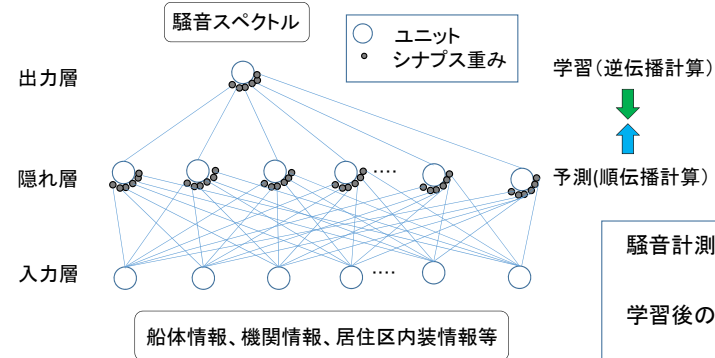 騒音スペクトル
ユニット
シナプス重み
出力層
学習(逆伝播計算)
隠れ層
‥‥
予測(順伝播計算)
入力層
‥‥
騒音計測
学習後の
船体情報、機関情報、居住区内装情報等